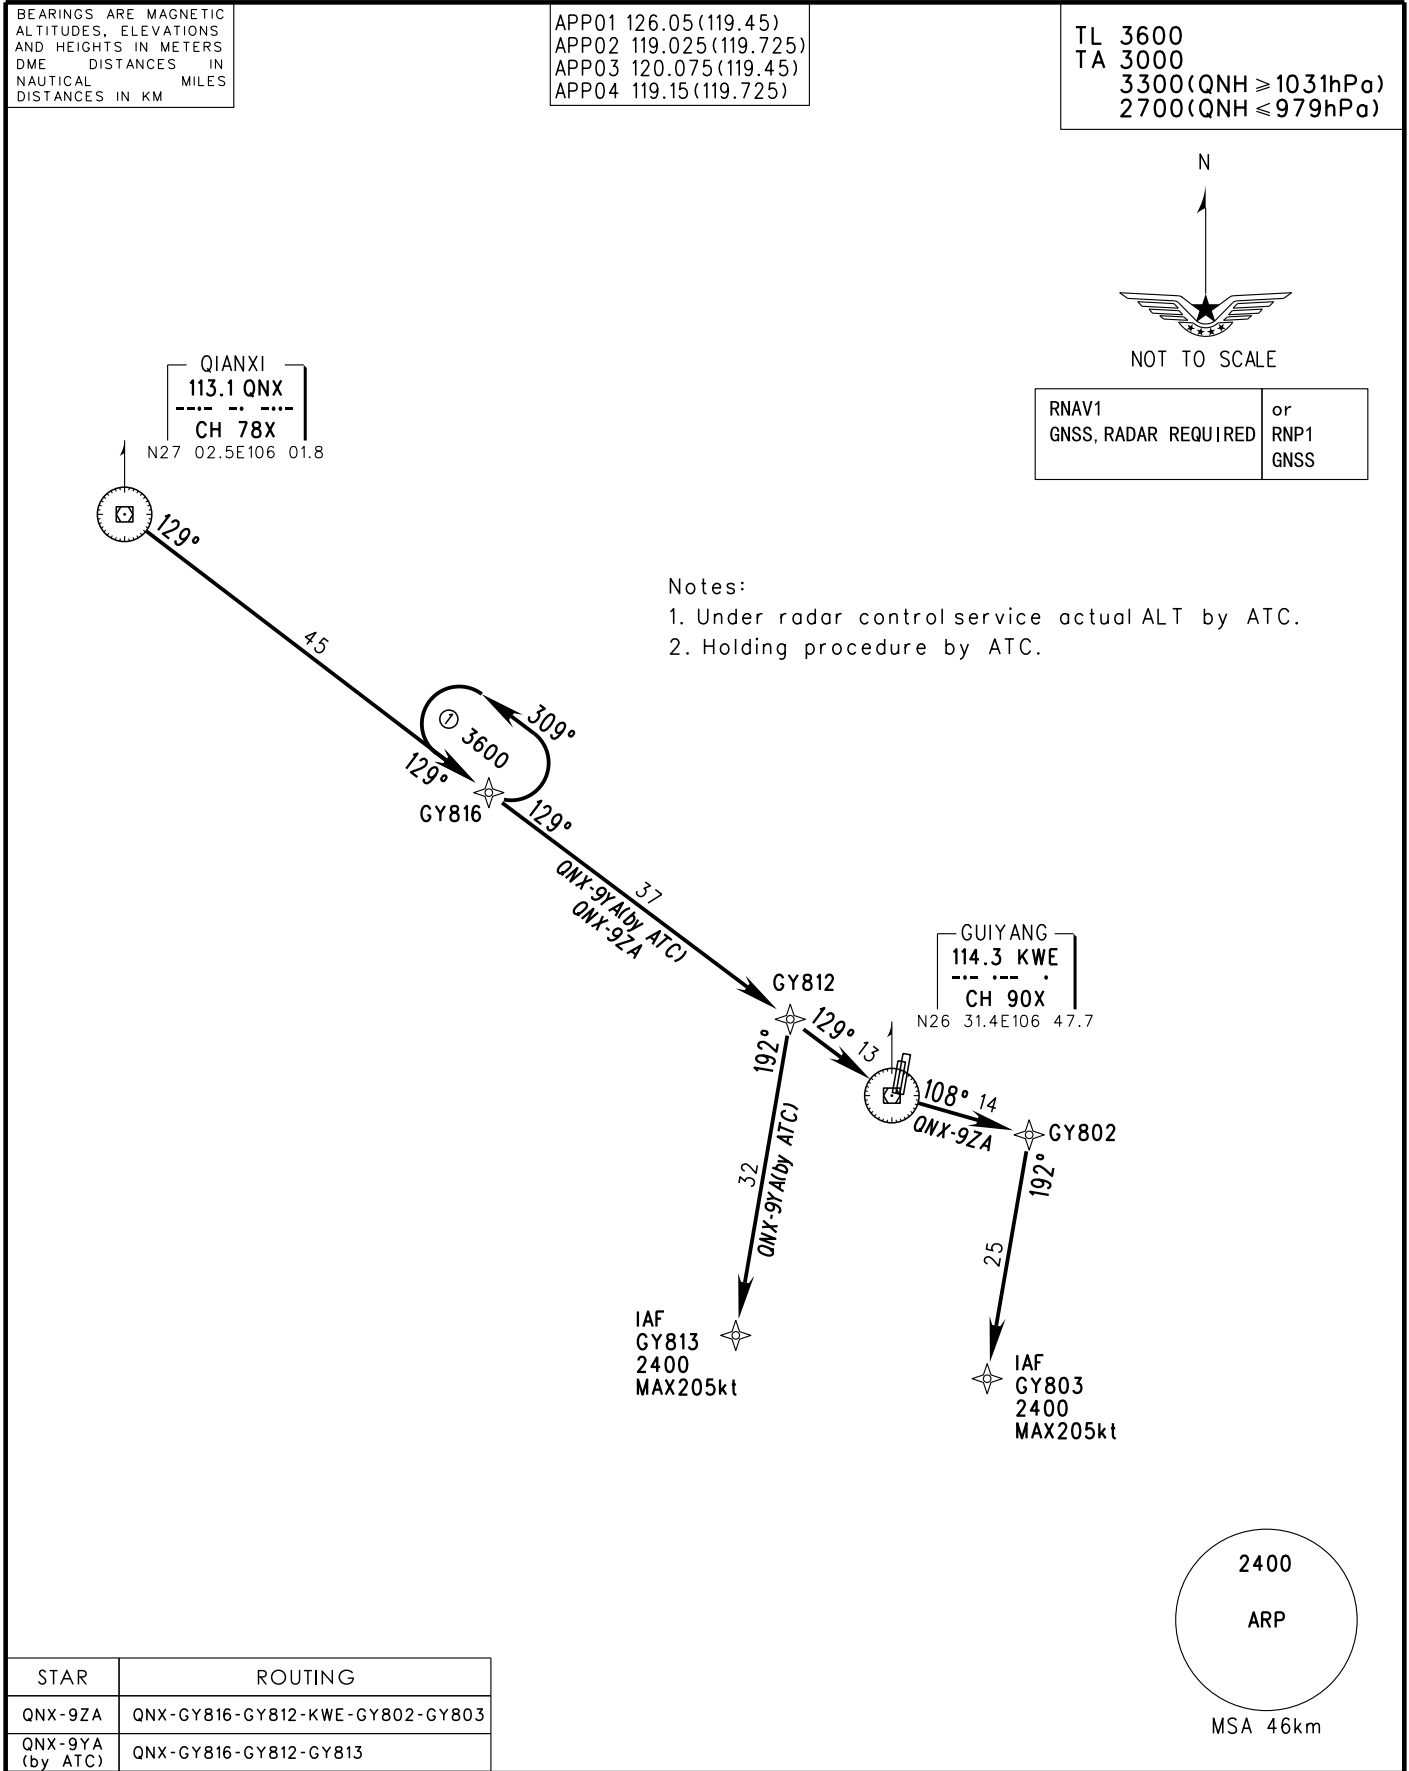 BEARINGS ARE MAGNETIC
ALTITUDES, ELEVATIONS
AND HEIGHTS IN METERS
DME DISTANCES IN
NAUTICAL MILES
DISTANCES IN KM
APP01 126.05(119.45)
APP02 119.025(119.725)
APP03 120.075(119.45)
APP04 119.15(119.725)
TL 3600
TA 3000
3300(QNH≥1031hPa)
2700(QNH≤979hPa)
N
NOT TO SCALE
RNAV1
GNSS, RADAR REQUIRED
or
RNP1
GNSS
QIANXI
113.1 QNX
CH 78X
N27 02.5E106 01.8
129°
45
Notes:
1. Under radar control service actual ALT by ATC.
2. Holding procedure by ATC.
309°
① 3600
129°
GY816
129°
37
QNX-9YA(by ATC)
QNX-9ZA
GUIYANG
114.3 KWE
CH 90X
N26 31.4E106 47.7
GY812
129° 13
192°
32
QNX-9YA(by ATC)
108° 14
QNX-9ZA
GY802
192°
25
IAF
GY813
2400
MAX205kt
IAF
GY803
2400
MAX205kt
2400
ARP
MSA 46km
STAR ROUTING
QNX-9ZA QNX-GY816-GY812-KWE-GY802-GY803
QNX-9YA
(by ATC) QNX-GY816-GY812-GY813